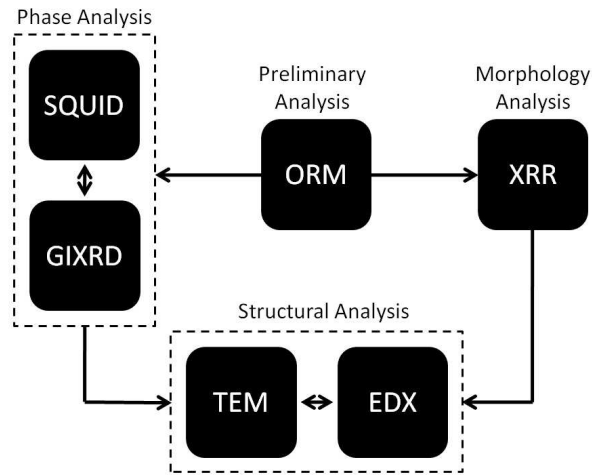 Phase Analysis
SQUID
GIXRD
Preliminary
Analysis
ORM
Morphology
Analysis
XRR
Structural Analysis
TEM
EDX